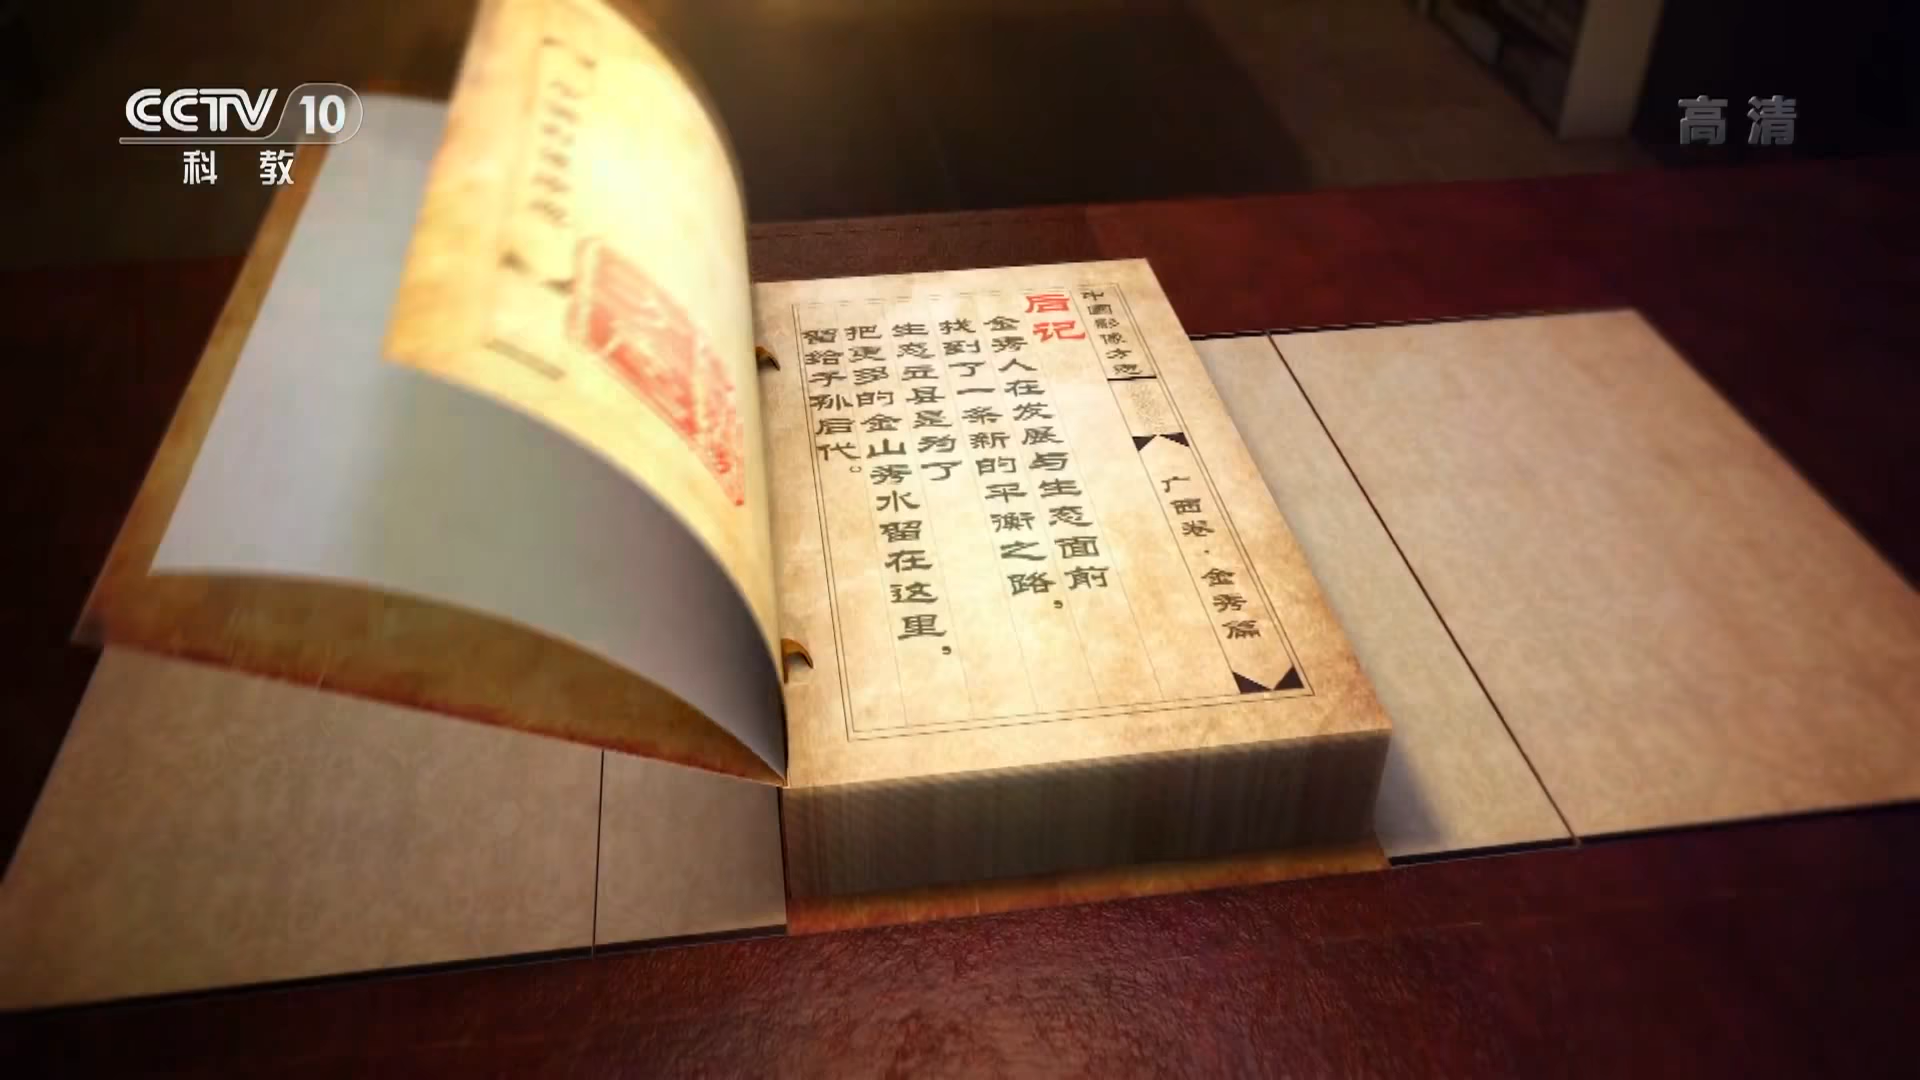 CCTV 10
科 教
高 清
中國影像方志
广西卷·金秀篇
后记
金秀人在发展与生态面前
找到了一条新的平衡之路，
生态立县是为了
把更多的金山秀水留在这里，
留给子孙后代。